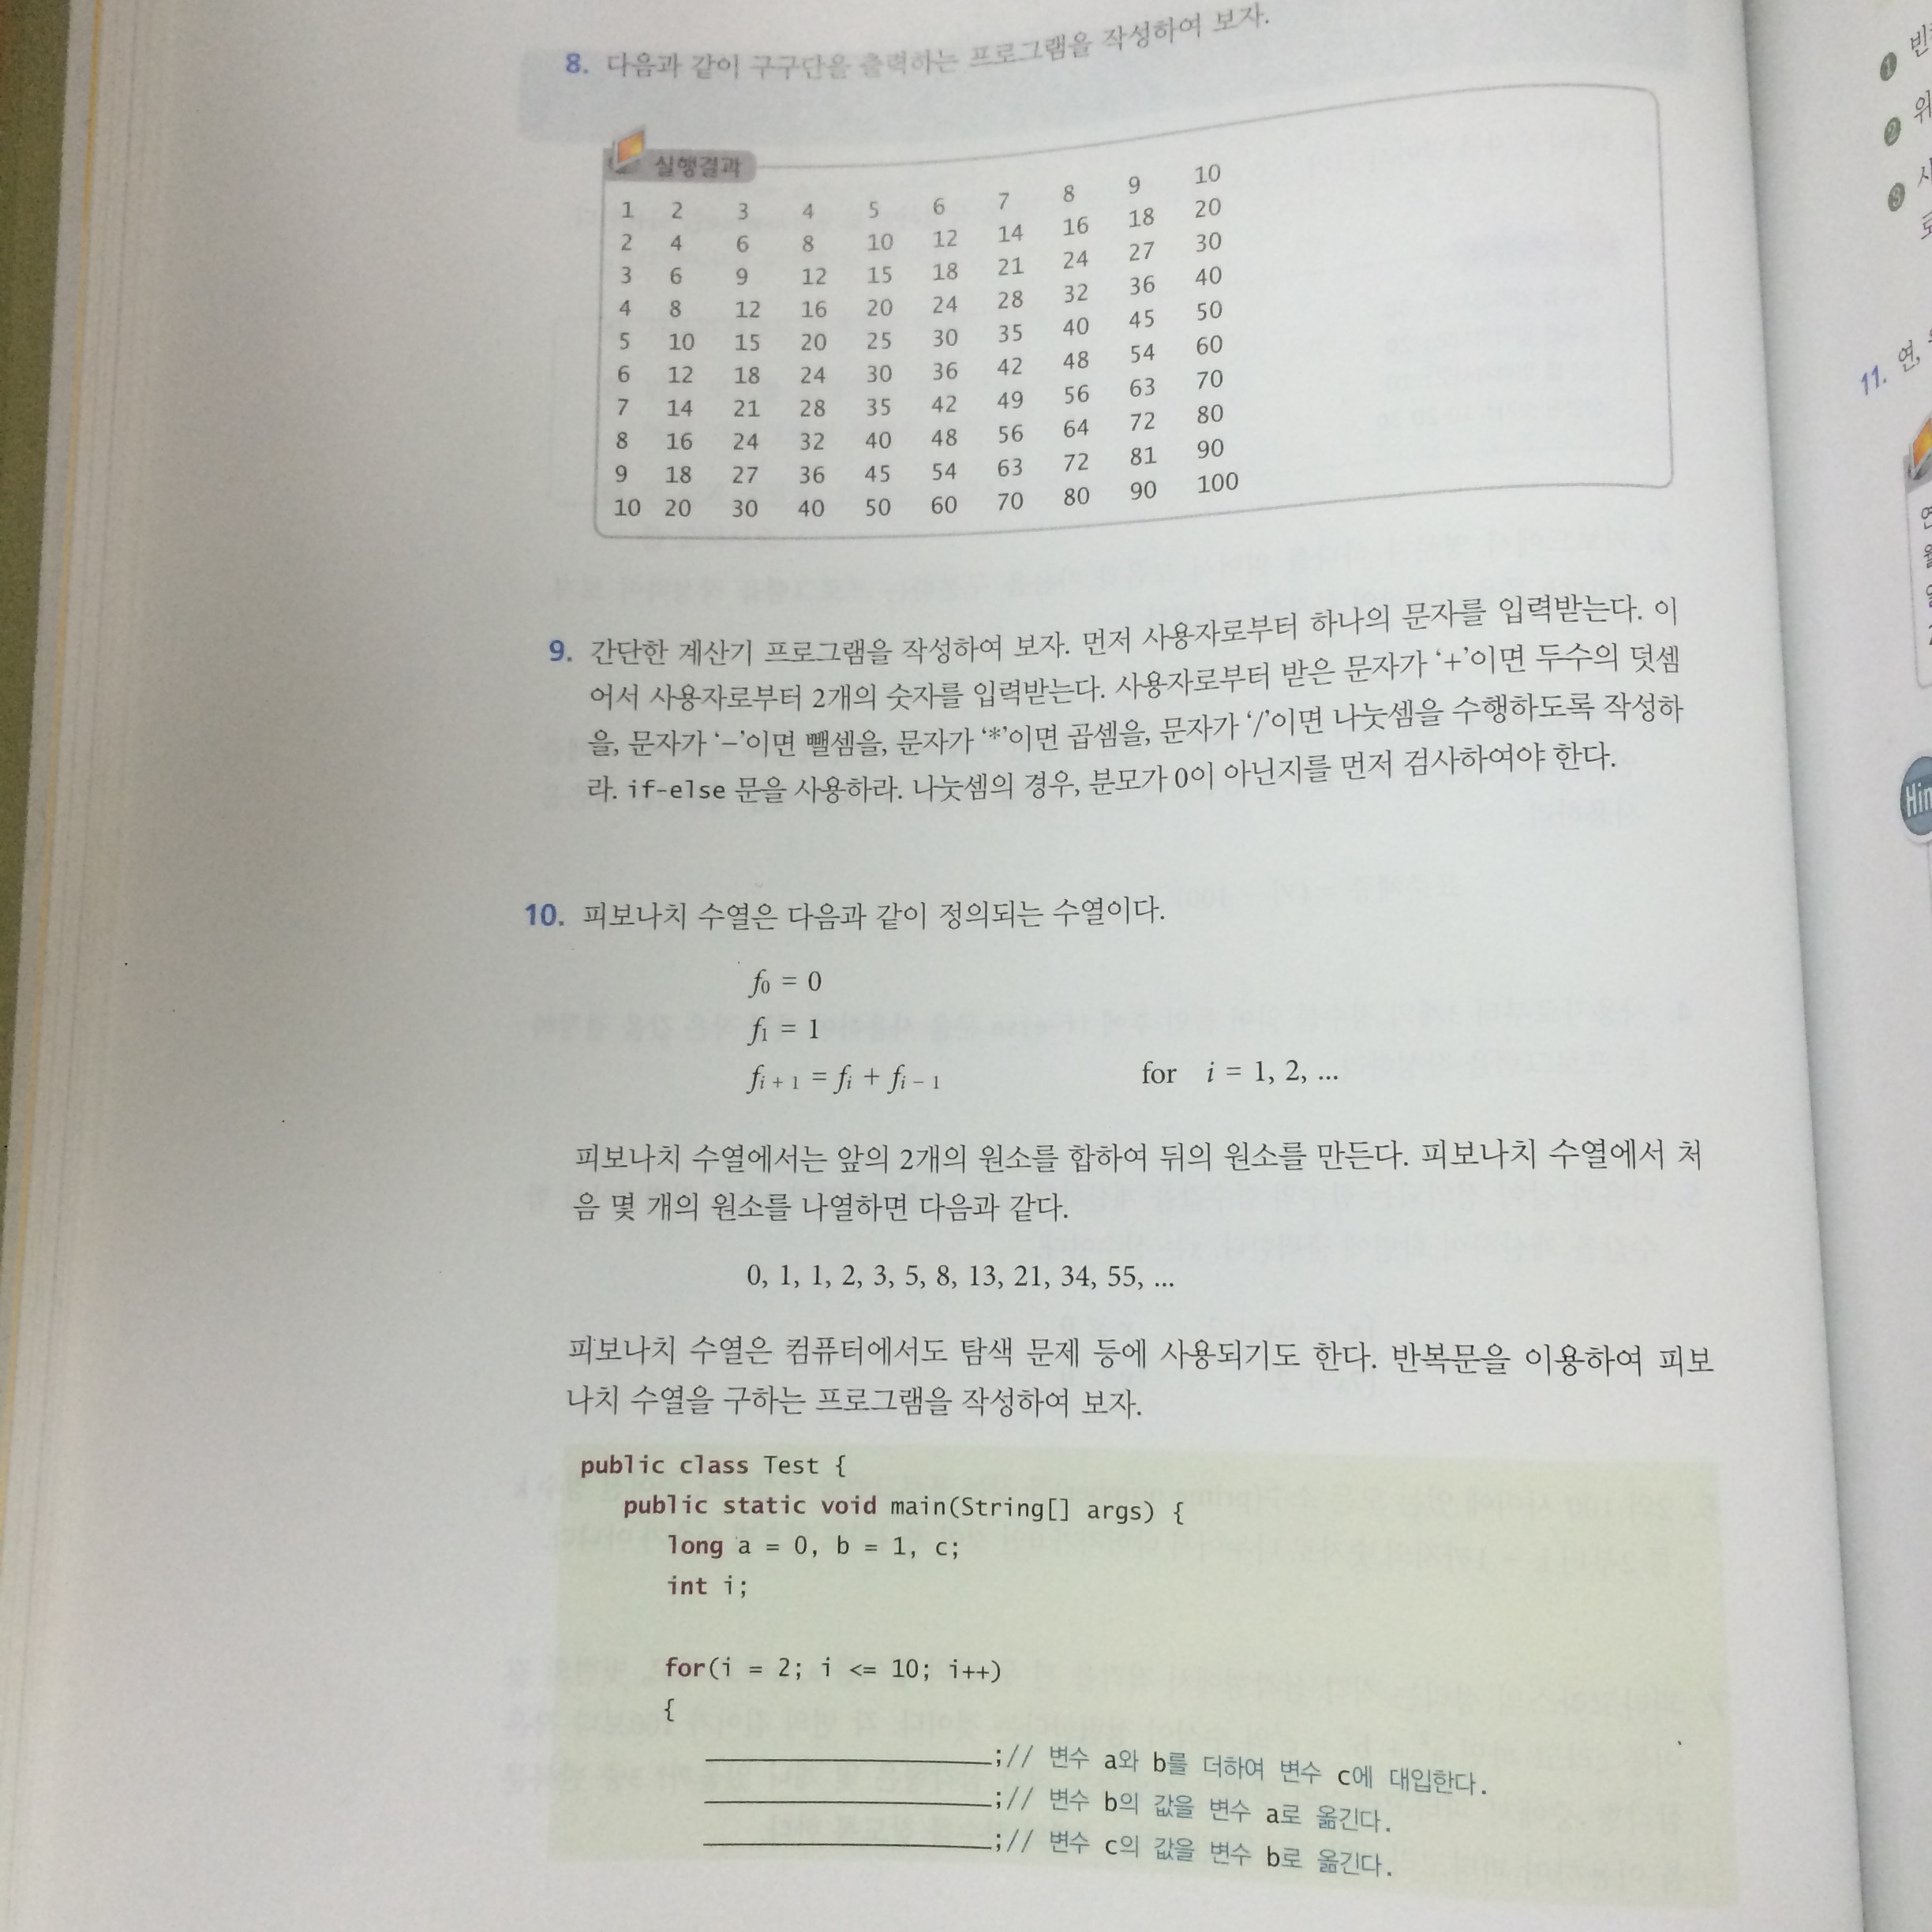 8. 다음과 같이 구구단을 출력하는 프로그램을 작성하여 보자.
실행결과
1 2 3 4 5 6 7 8 9 10
2 4 6 8 10 12 14 16 18 20
3 6 9 12 15 18 21 24 27 30
4 8 12 16 20 24 28 32 36 40
5 10 15 20 25 30 35 40 45 50
6 12 18 24 30 36 42 48 54 60
7 14 21 28 35 42 49 56 63 70
8 16 24 32 40 48 56 64 72 80
9 18 27 36 45 54 63 72 81 90
10 20 30 40 50 60 70 80 90 100
9. 간단한 계산기 프로그램을 작성하여 보자. 먼저 사용자로부터 하나의 문자를 입력받는다. 이
어서 사용자로부터 2개의 숫자를 입력받는다. 사용자로부터 받은 문자가 ‘+’이면 두수의 덧셈
을, 문자가 ‘–’이면 뺄셈을, 문자가 ‘*’이면 곱셈을, 문자가 ‘/’이면 나눗셈을 수행하도록 작성하
라. if-else 문을 사용하라. 나눗셈의 경우, 분모가 0이 아닌지를 먼저 검사하여야 한다.
10. 피보나치 수열은 다음과 같이 정의되는 수열이다.
f0 = 0
f1 = 1
fi + 1 = fi + fi – 1 for i = 1, 2, ...
피보나치 수열에서는 앞의 2개의 원소를 합하여 뒤의 원소를 만든다. 피보나치 수열에서 처
음 몇 개의 원소를 나열하면 다음과 같다.
0, 1, 1, 2, 3, 5, 8, 13, 21, 34, 55, ...
피보나치 수열은 컴퓨터에서도 탐색 문제 등에 사용되기도 한다. 반복문을 이용하여 피보
나치 수열을 구하는 프로그램을 작성하여 보자.
public class Test {
public static void main(String[] args) {
long a = 0, b = 1, c;
int i;
for(i = 2; i <= 10; i++)
{
;// 변수 a와 b를 더하여 변수 c에 대입한다.
;// 변수 b의 값을 변수 a로 옮긴다.
;// 변수 c의 값을 변수 b로 옮긴다.
1
2
3
11. 연,